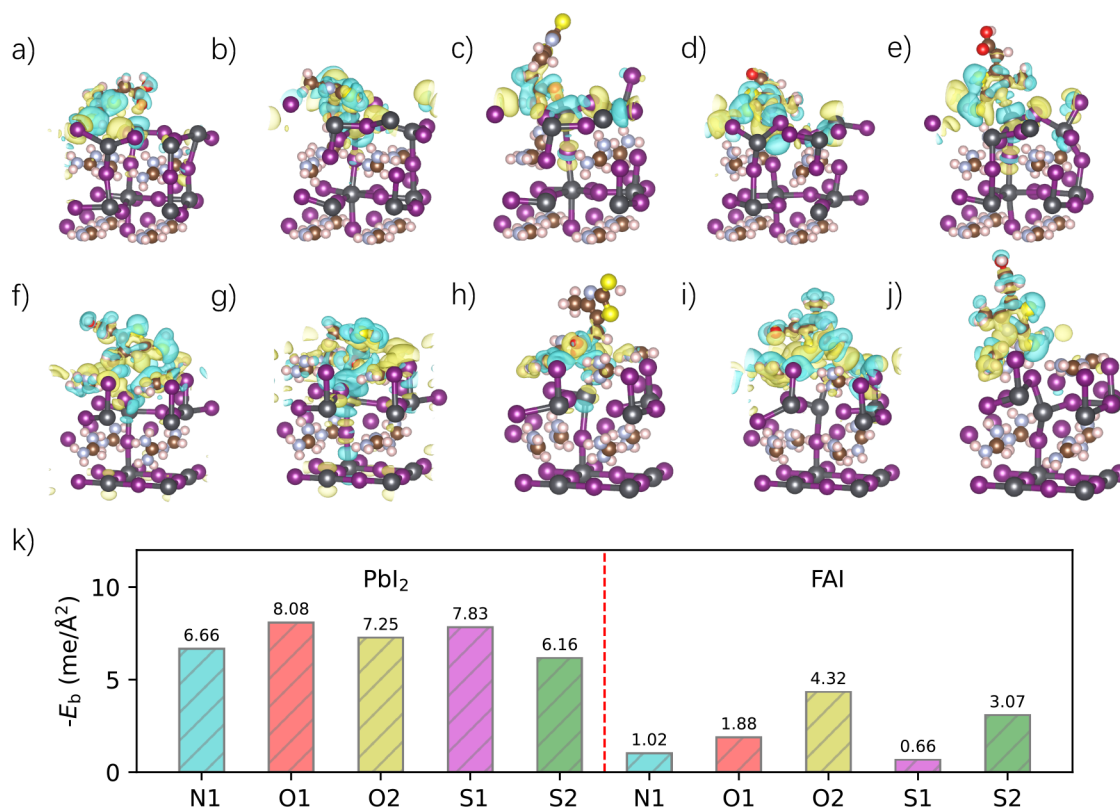 a) b) c) d) e)
f) g) h) i) j)
k)
PbI₂ FAI
-E_b (me/Å²)
10
5
0
6.66 8.08 7.25 7.83 6.16 1.02 1.88 4.32 0.66 3.07
N1 O1 O2 S1 S2 N1 O1 O2 S1 S2